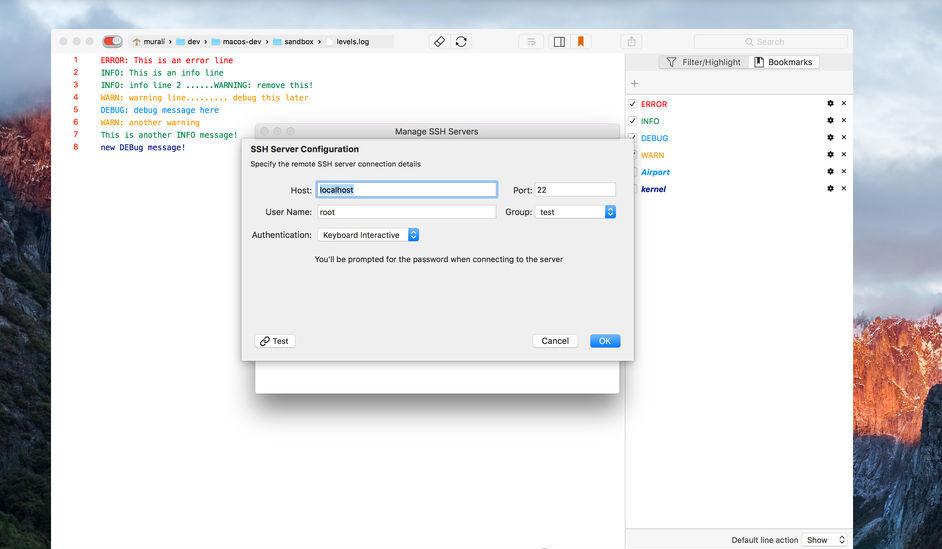 murali › dev › macos-dev › sandbox › levels.log
Search
1 ERROR: This is an error line
2 INFO: This is an info line
3 INFO: info line 2 ......WARNING: remove this!
4 WARN: warning line......... debug this later
5 DEBUG: debug message here
6 WARN: another warning
7 This is another INFO message!
8 new DEBug message!
Filter/Highlight Bookmarks
+
ERROR
INFO
DEBUG
WARN
Airport
kernel
Manage SSH Servers
SSH Server Configuration
Specify the remote SSH server connection details
Host: localhost Port: 22
User Name: root Group: test
Authentication: Keyboard Interactive
You'll be prompted for the password when connecting to the server
Test Cancel OK
Default line action Show